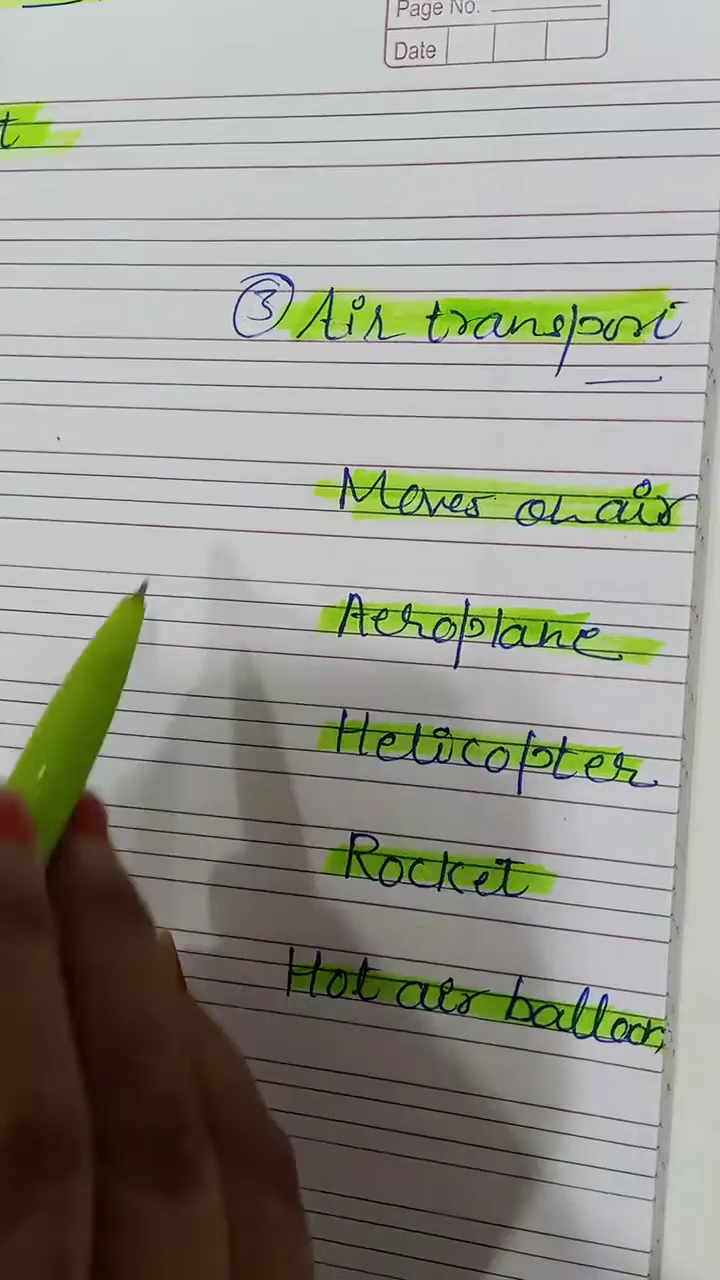 Page No.
Date
t
③ Air transport
Moves on air
Aeroplane
Helicopter
Rocket
Hot air balloon